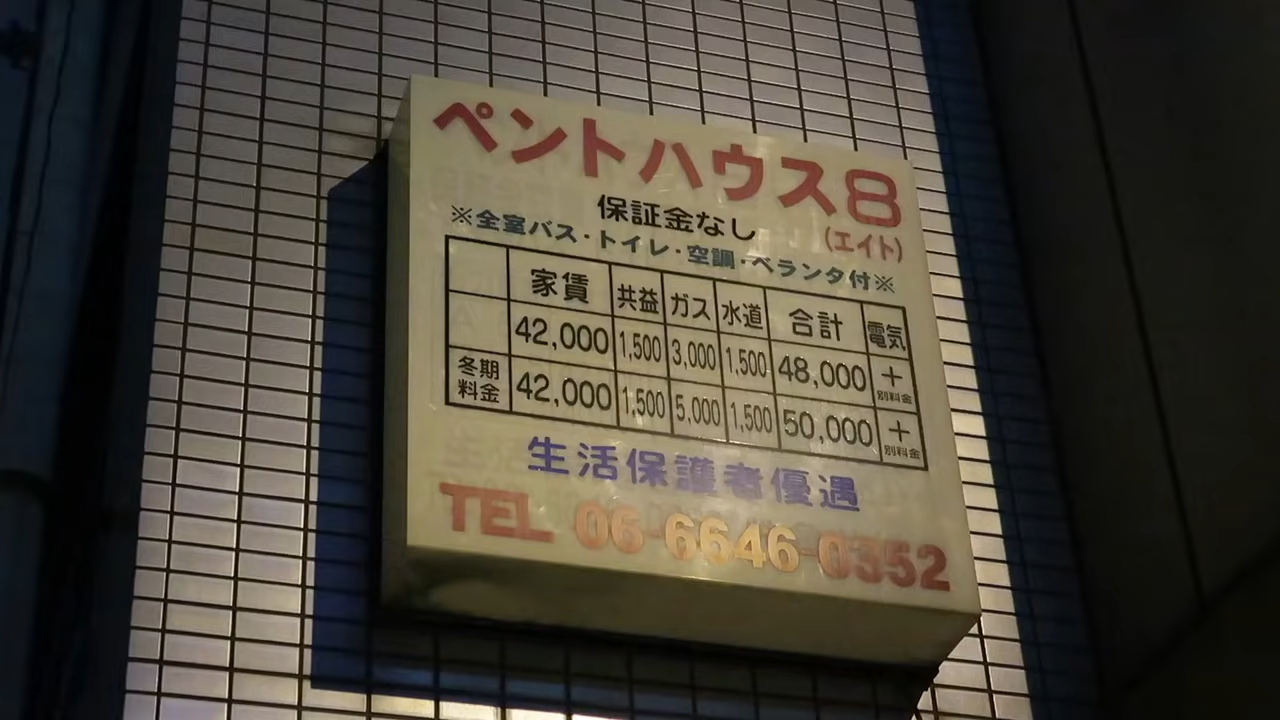 ペントハウス8
(エイト)
保証金なし
※全室バス・トイレ・空調・ベランダ付※
家賃 共益 ガス 水道 合計 電気
42,000 1,500 3,000 1,500 48,000 + 別料金
冬期料金 42,000 1,500 5,000 1,500 50,000 + 別料金
生活保護者優遇
TEL 06-6646-0352